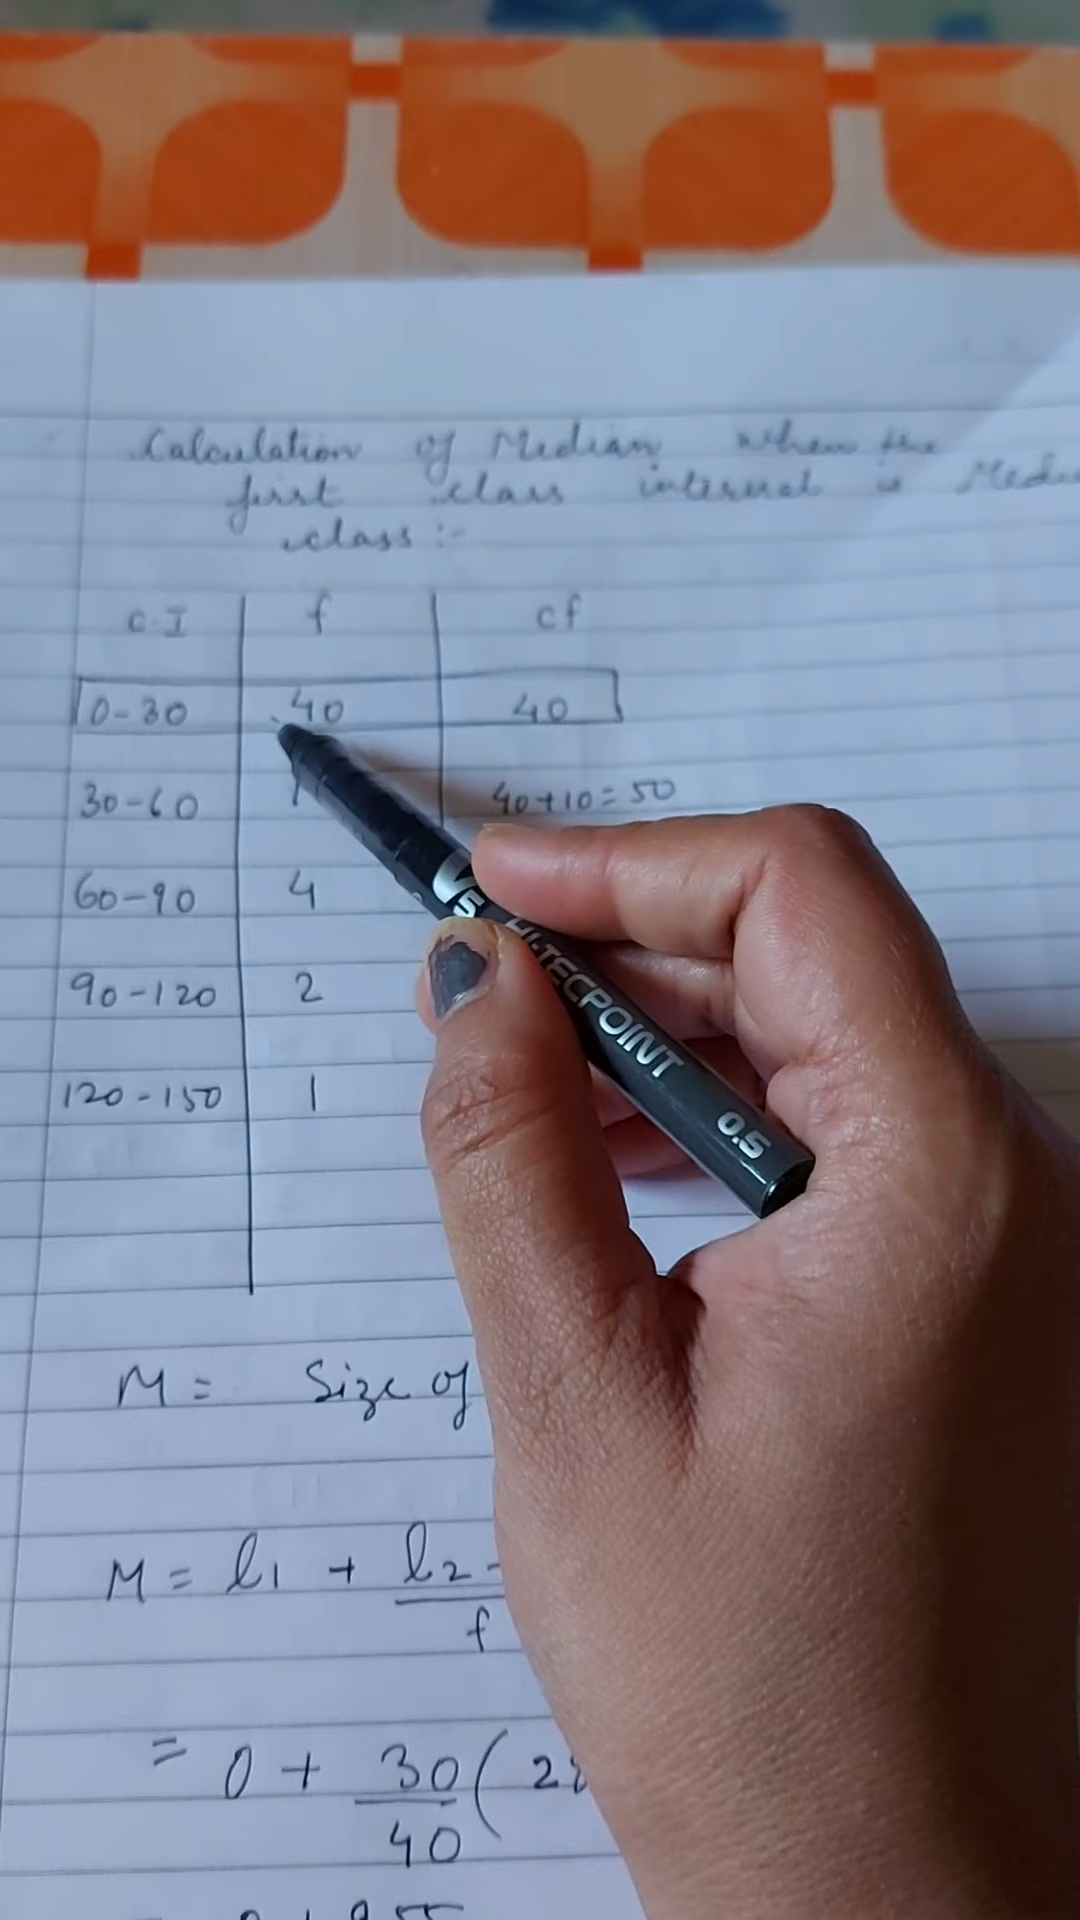 Calculation of Median when the
first class interval is
class :-
C.I f cf
0-30 40 40
30-60 40+10=50
60-90 4
90-120 2
120-150 1
V5 HI-TECPOINT 0.5
M = Size of
M = l1 + l2 -
f
= 0 + 30 (
40